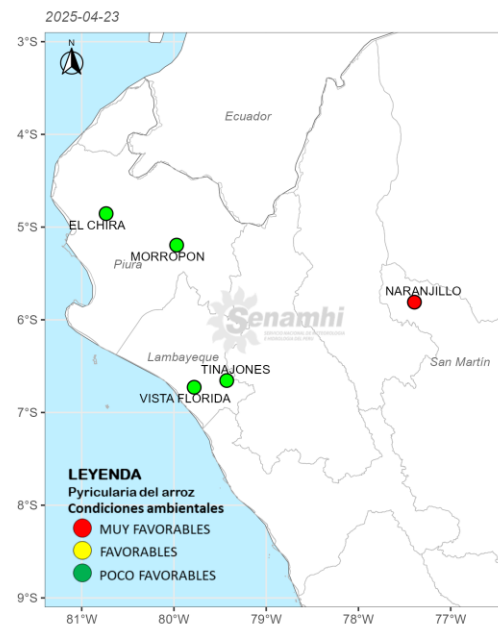 2025-04-23
N
3°S
4°S
5°S
6°S
7°S
8°S
9°S
Ecuador
EL CHIRA
MORROPON
Piura
NARANJILLO
Senamhi
San Martín
Lambayeque
TINAJONES
VISTA FLORIDA
LEYENDA
Pyricularia del arroz
Condiciones ambientales
MUY FAVORABLES
FAVORABLES
POCO FAVORABLES
81°W
80°W
79°W
78°W
77°W